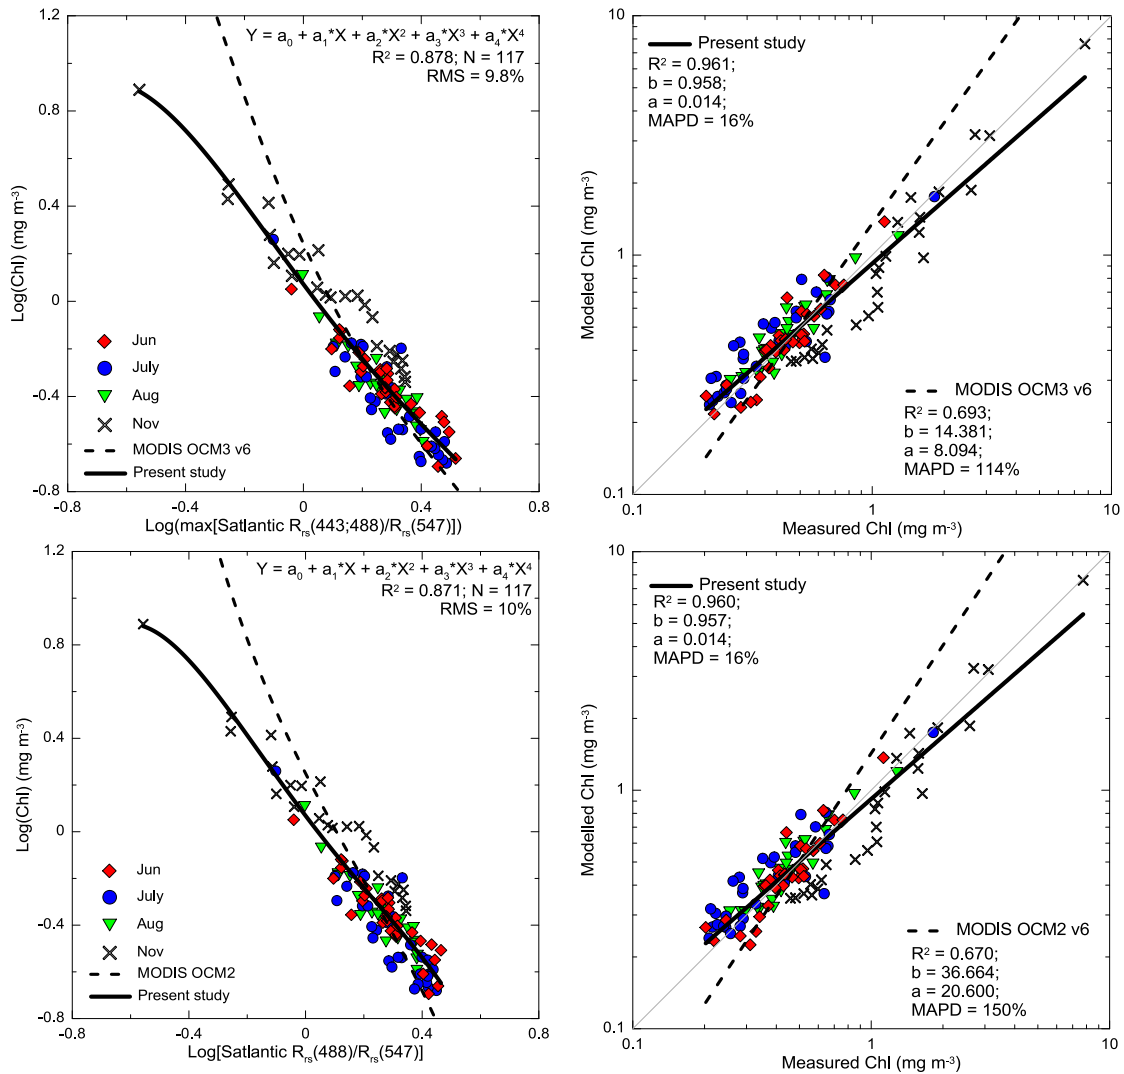 Y = a0 + a1*X + a2*X² + a3*X³ + a4*X⁴
R² = 0.878; N = 117
RMS = 9.8%
1.2
0.8
0.4
0
-0.4
-0.8
Log(Chl) (mg m⁻³)
Jun
July
Aug
Nov
MODIS OCM3 v6
Present study
-0.8
-0.4
0
0.4
0.8
Log(max[Satlantic Rrs(443;488)/Rrs(547)])
10
1
0.1
Modeled Chl (mg m⁻³)
Present study
R² = 0.961;
b = 0.958;
a = 0.014;
MAPD = 16%
MODIS OCM3 v6
R² = 0.693;
b = 14.381;
a = 8.094;
MAPD = 114%
0.1
1
10
Measured Chl (mg m⁻³)
Y = a0 + a1*X + a2*X² + a3*X³ + a4*X⁴
R² = 0.871; N = 117
RMS = 10%
1.2
0.8
0.4
0
-0.4
-0.8
Log(Chl) (mg m⁻³)
Jun
July
Aug
Nov
MODIS OCM2
Present study
-0.8
-0.4
0
0.4
0.8
Log[Satlantic Rrs(488)/Rrs(547)]
10
1
0.1
Modelled Chl (mg m⁻³)
Present study
R² = 0.960;
b = 0.957;
a = 0.014;
MAPD = 16%
MODIS OCM2 v6
R² = 0.670;
b = 36.664;
a = 20.600;
MAPD = 150%
0.1
1
10
Measured Chl (mg m⁻³)